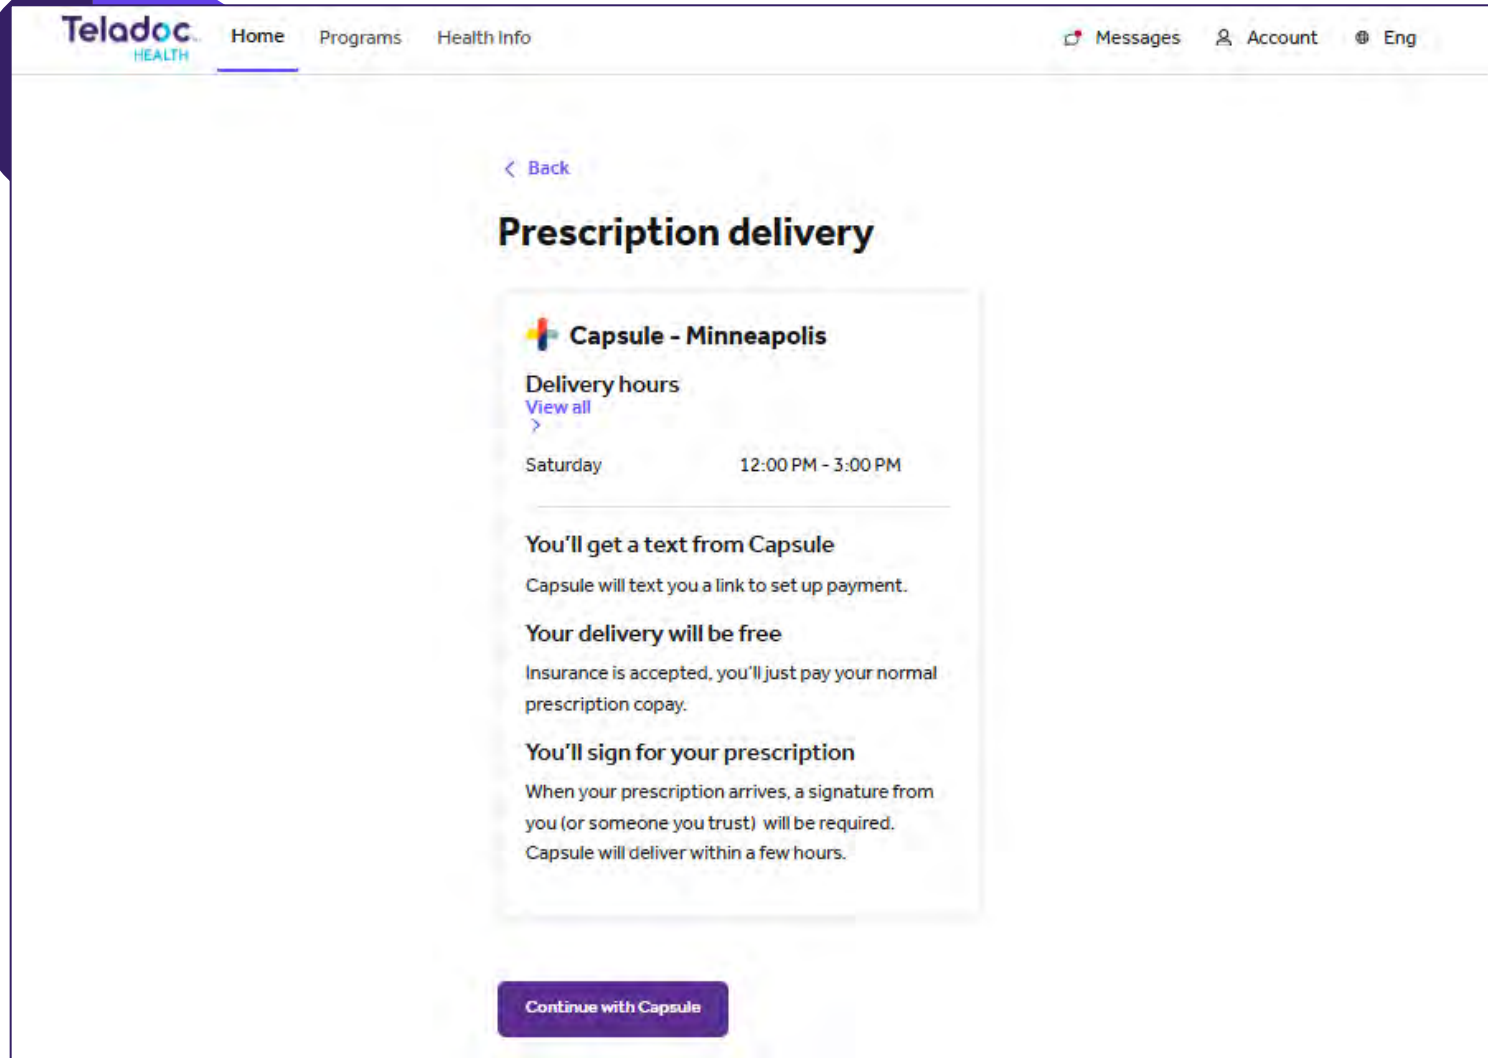 Teladoc
HEALTH
Home Programs Health Info Messages Account Eng
Back
Prescription delivery
Capsule - Minneapolis
Delivery hours
View all
Saturday 12:00 PM - 3:00 PM
You'll get a text from Capsule
Capsule will text you a link to set up payment.
Your delivery will be free
Insurance is accepted, you'll just pay your normal
prescription copay.
You'll sign for your prescription
When your prescription arrives, a signature from
you (or someone you trust) will be required.
Capsule will deliver within a few hours.
Continue with Capsule